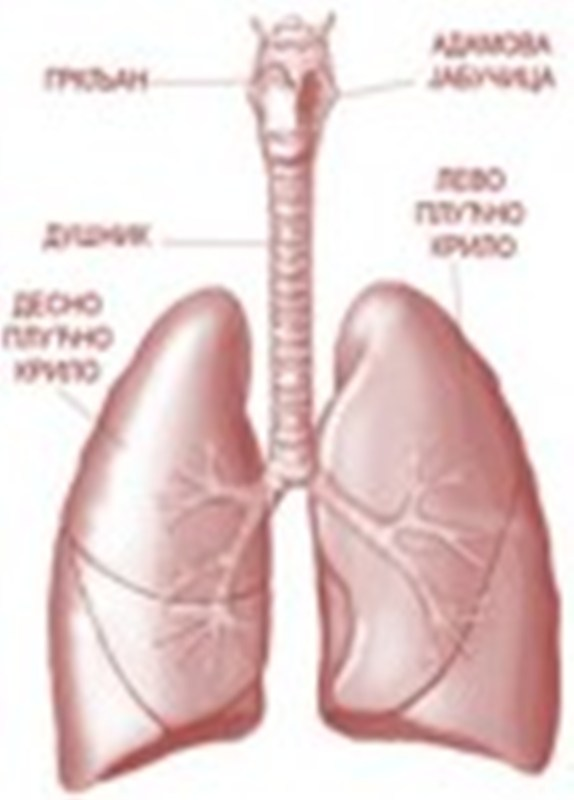 ГРКЉАН
АДАМОВА
ЈАБУЧИЦА
ЛЕВО
ПЛУЋНО
КРИЛО
ДУШНИК
ДЕСНО
ПЛУЋНО
КРИЛО